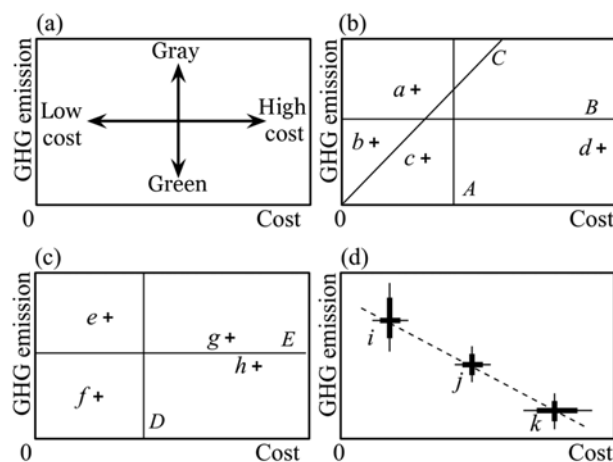 (a)
GHG emission
Gray
Low cost
High cost
Green
0
Cost
(b)
GHG emission
C
a
B
b
c
d
A
0
Cost
(c)
GHG emission
e
g
E
h
f
D
0
Cost
(d)
GHG emission
i
j
k
0
Cost